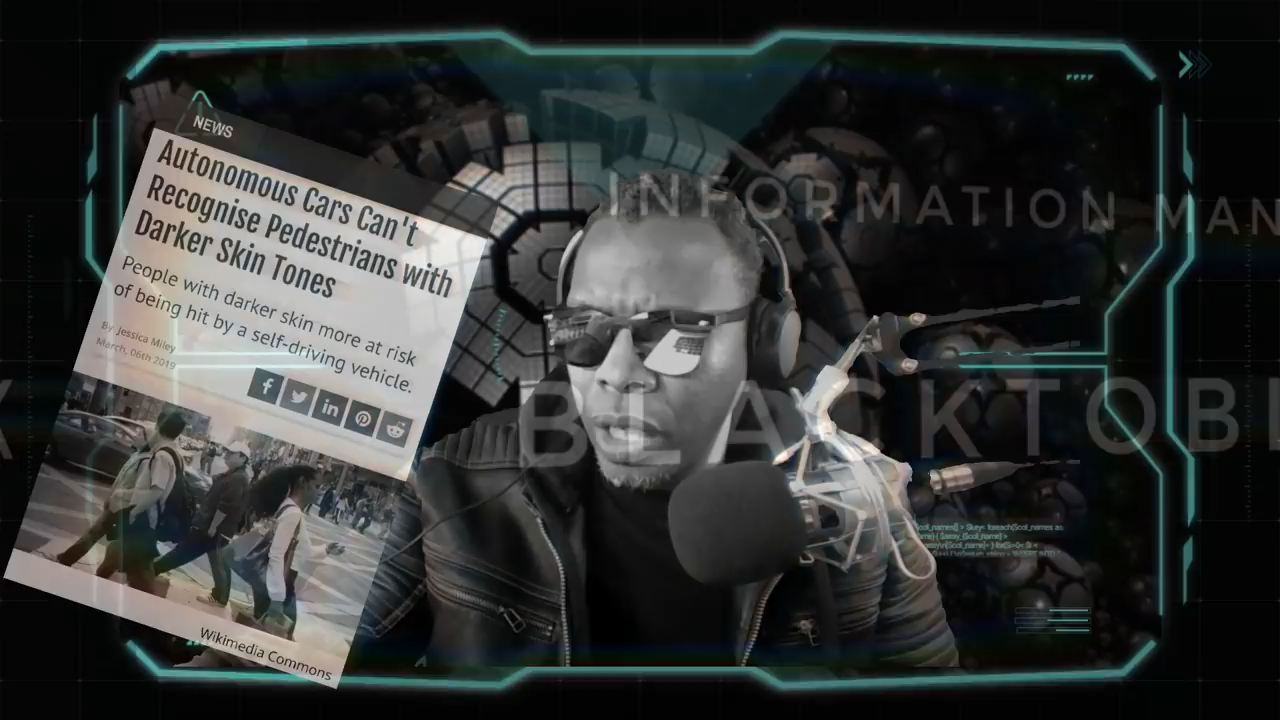 NEWS
Autonomous Cars Can't
Recognise Pedestrians with
Darker Skin Tones
People with darker skin more at risk
of being hit by a self-driving vehicle.
By Jessica Miley
March, 06th 2019
Wikimedia Commons
INFORMATION MAN
BLACKTOBE